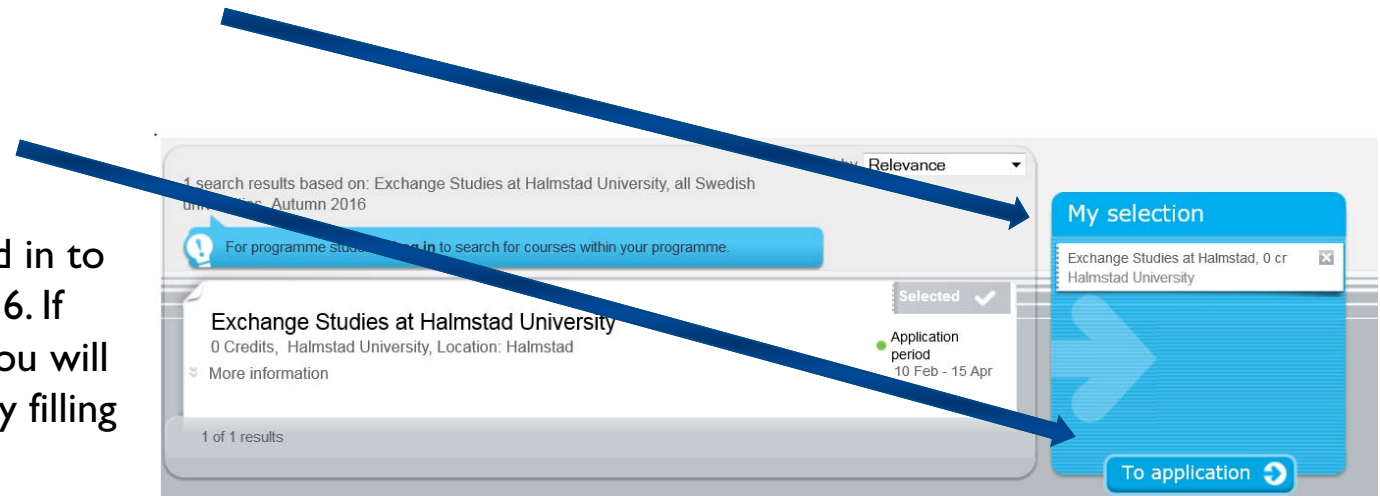 d in to
6. If
ou will
y filling
by Relevance
1 search results based on: Exchange Studies at Halmstad University, all Swedish
Autumn 2016
For programme in to search for courses within your programme.
Selected
Exchange Studies at Halmstad University
0 Credits, Halmstad University, Location: Halmstad
More information
Application
period
10 Feb - 15 Apr
1 of 1 results
My selection
Exchange Studies at Halmstad, 0 cr
Halmstad University
To application